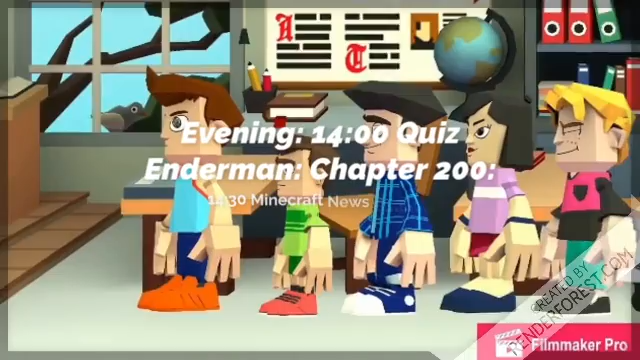 A
T
Evening: 14:00 Quiz
Enderman: Chapter 200:
14:30 Minecraft News
CREATED BY
RENDERFOREST.COM
Filmmaker Pro